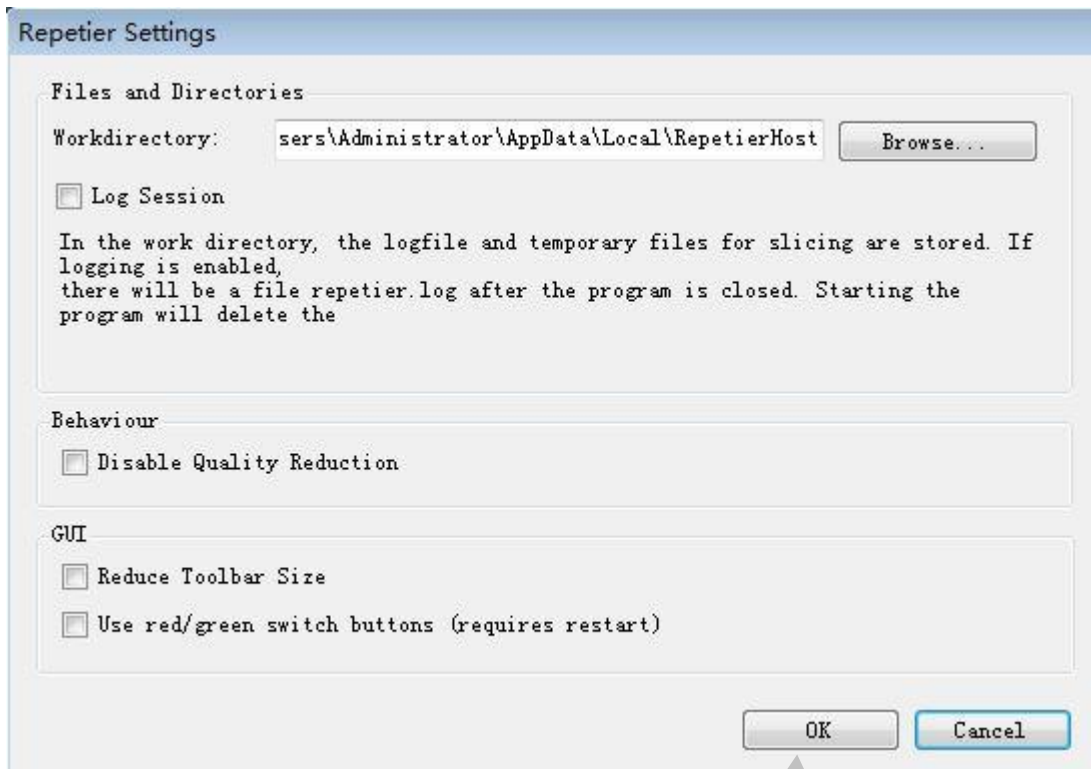 Repetier Settings
Files and Directories
Workdirectory:
sers\Administrator\AppData\Local\RepetierHost
Browse...
Log Session
In the work directory, the logfile and temporary files for slicing are stored. If
logging is enabled,
there will be a file repetier.log after the program is closed. Starting the
program will delete the
Behaviour
Disable Quality Reduction
GUI
Reduce Toolbar Size
Use red/green switch buttons (requires restart)
OK
Cancel